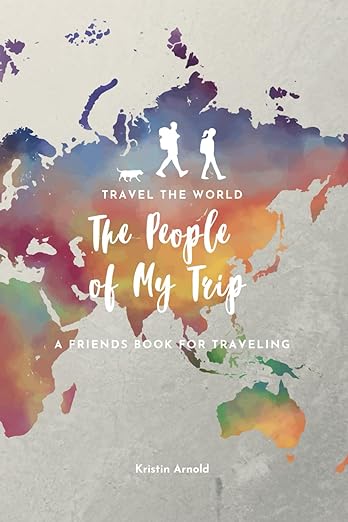 TRAVEL THE WORLD
The People
of My Trip
A FRIENDS BOOK FOR TRAVELING
Kristin Arnold